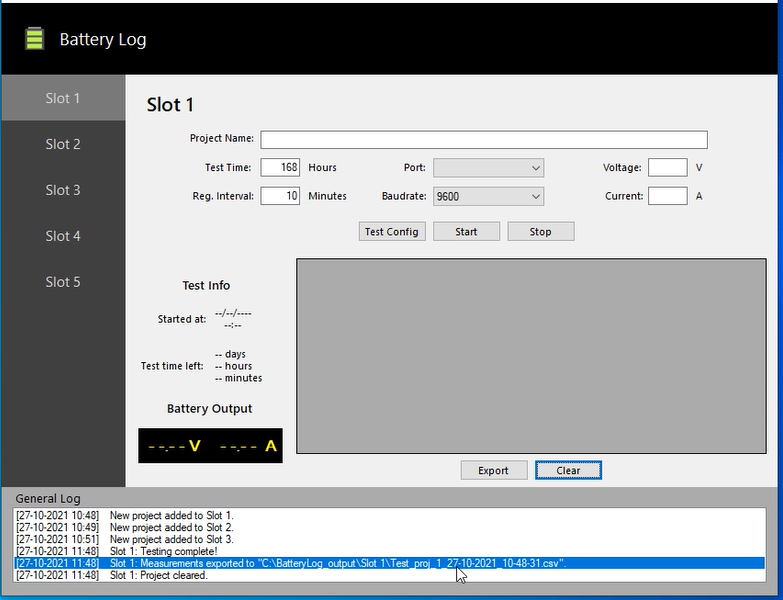 Battery Log
Slot 1
Slot 2
Slot 3
Slot 4
Slot 5
Slot 1
Project Name:
Test Time: 168 Hours Port: Voltage: V
Reg. Interval: 10 Minutes Baudrate: 9600 Current: A
Test Config Start Stop
Test Info
Started at: --/--/----
--:--
Test time left: -- days
-- hours
-- minutes
Battery Output
--.-- V --.-- A
Export Clear
General Log
[27-10-2021 10:48] New project added to Slot 1.
[27-10-2021 10:49] New project added to Slot 2.
[27-10-2021 10:51] New project added to Slot 3.
[27-10-2021 11:48] Slot 1: Testing complete!
[27-10-2021 11:48] Slot 1: Measurements exported to "C:\BatteryLog_output\Slot 1\Test_proj_1_27-10-2021_10-48-31.csv".
[27-10-2021 11:48] Slot 1: Project cleared.